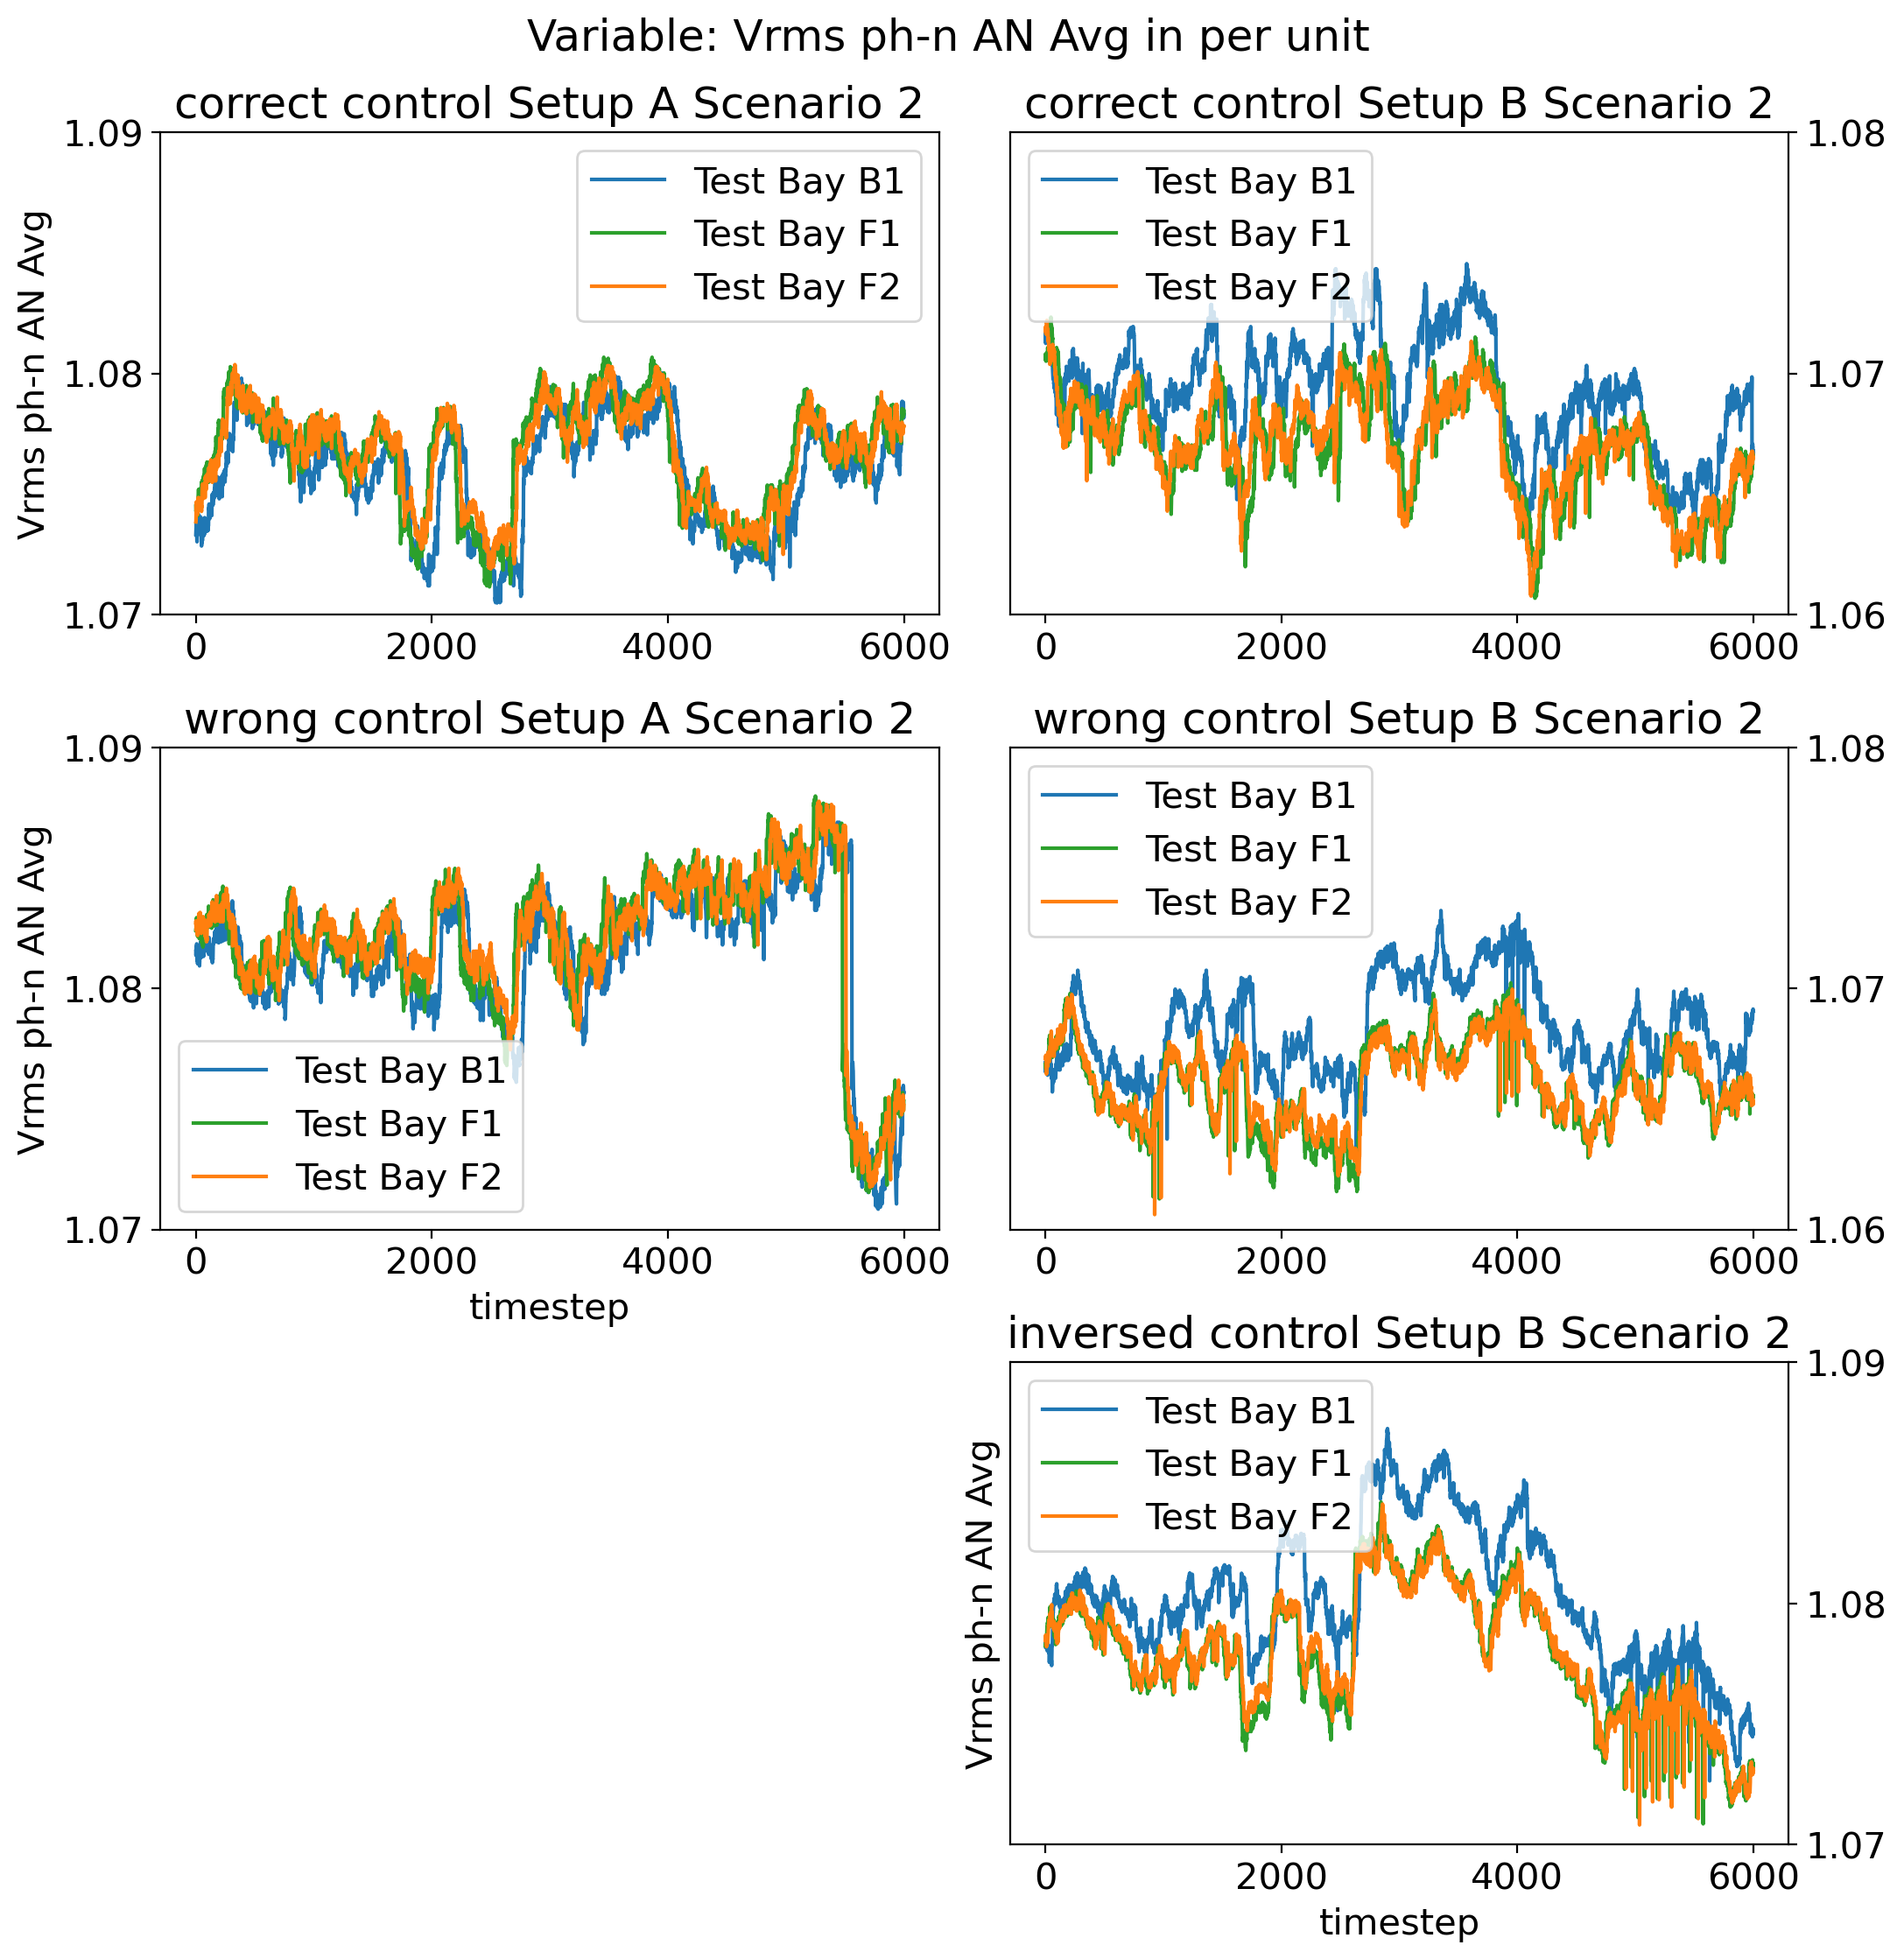 Variable: Vrms ph-n AN Avg in per unit
correct control Setup A Scenario 2
1.09
1.08
1.07
Vrms ph-n AN Avg
Test Bay B1
Test Bay F1
Test Bay F2
0 2000 4000 6000
correct control Setup B Scenario 2
Test Bay B1
Test Bay F1
Test Bay F2
1.08
1.07
1.06
0 2000 4000 6000
wrong control Setup A Scenario 2
1.09
1.08
1.07
Vrms ph-n AN Avg
Test Bay B1
Test Bay F1
Test Bay F2
0 2000 4000 6000
timestep
wrong control Setup B Scenario 2
Test Bay B1
Test Bay F1
Test Bay F2
1.08
1.07
1.06
0 2000 4000 6000
inversed control Setup B Scenario 2
Vrms ph-n AN Avg
Test Bay B1
Test Bay F1
Test Bay F2
1.09
1.08
1.07
0 2000 4000 6000
timestep